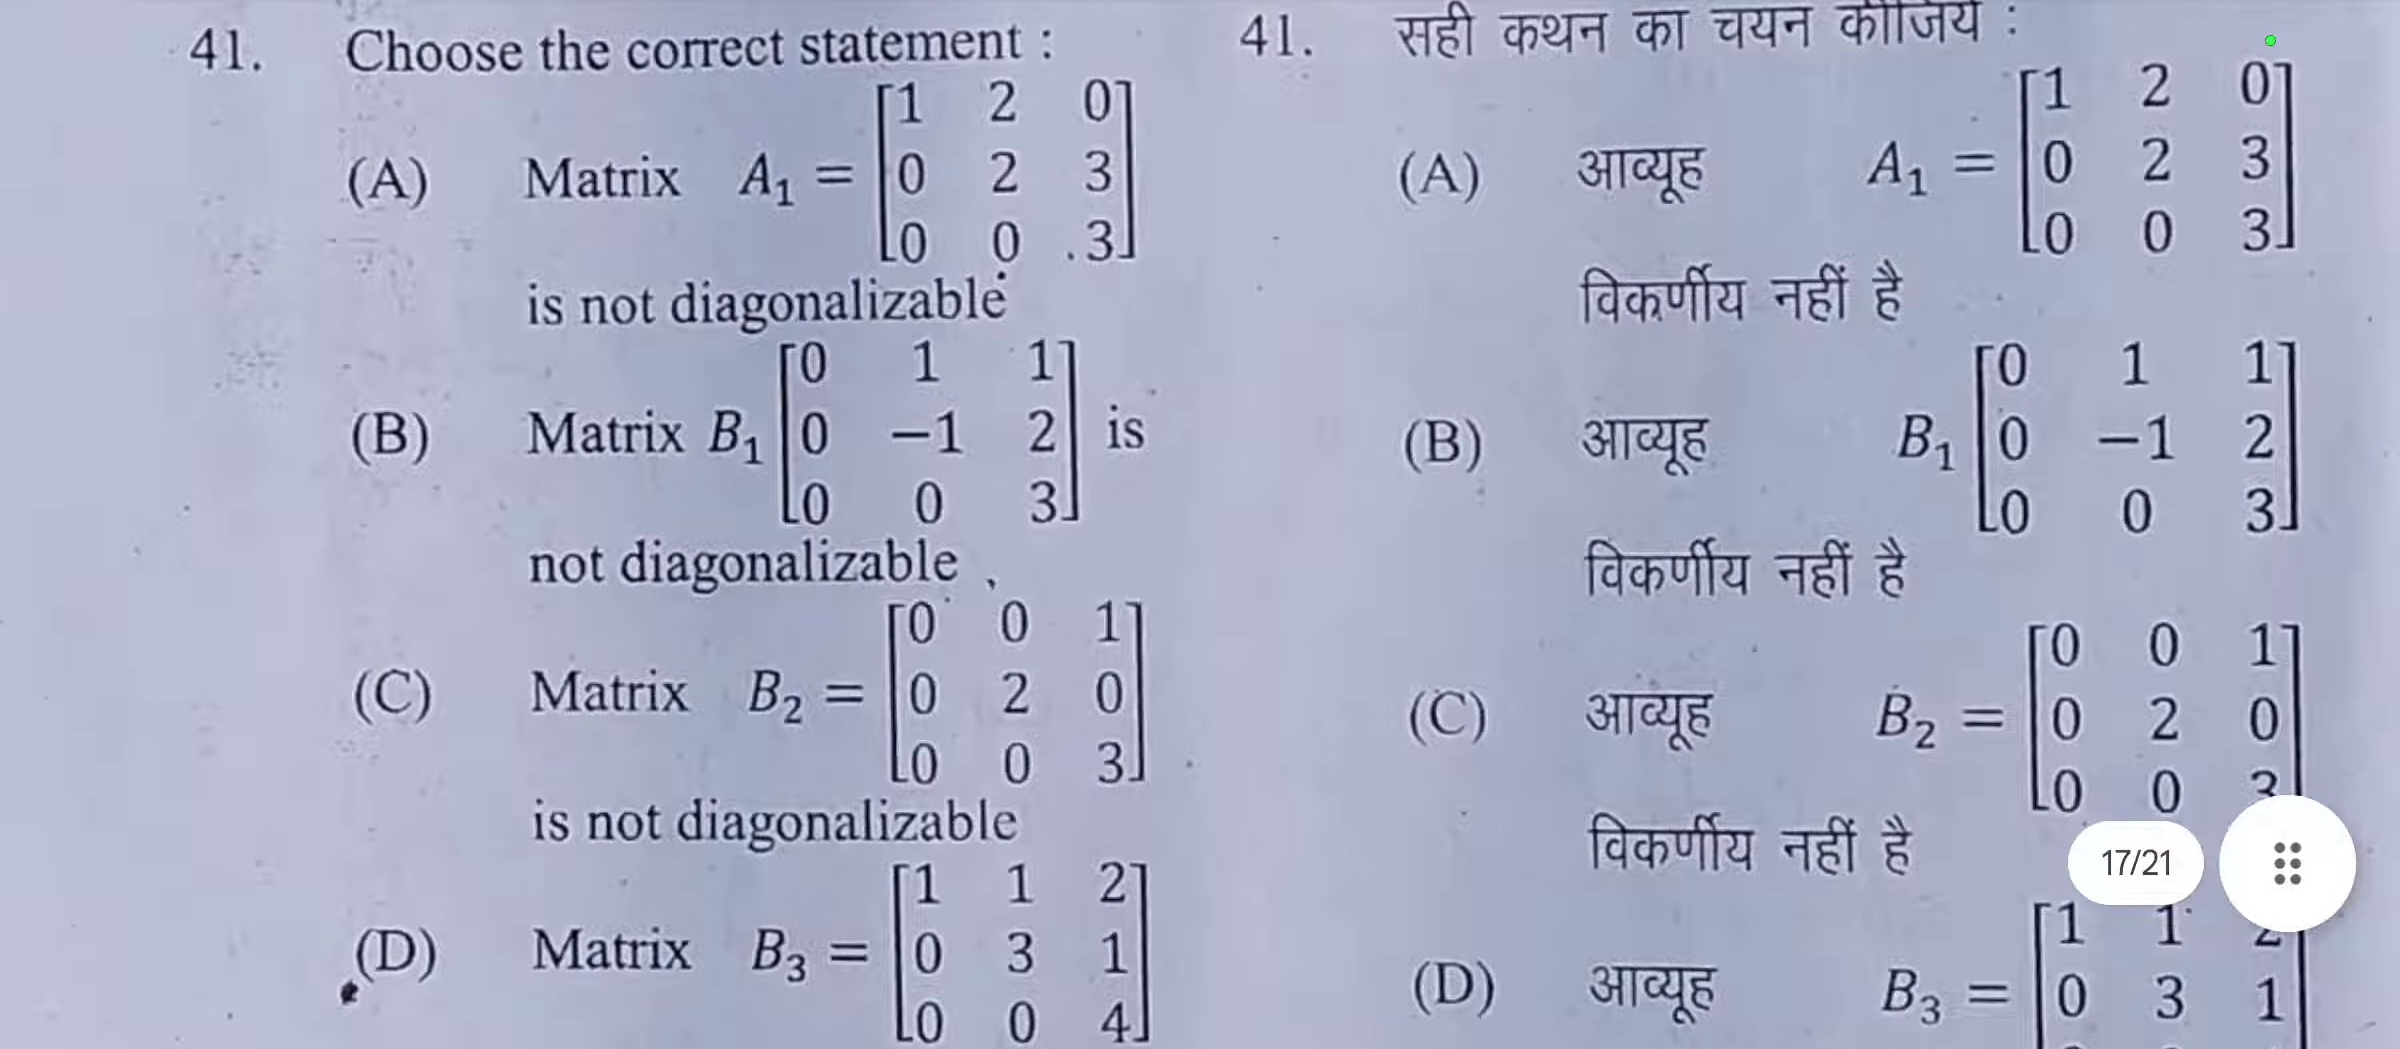 41. Choose the correct statement :
(A) Matrix A₁ = [1 2 0
0 2 3
0 0 3]
is not diagonalizable
(B) Matrix B₁ [0 1 1
0 −1 2
0 0 3] is
not diagonalizable
(C) Matrix B₂ = [0 0 1
0 2 0
0 0 3]
is not diagonalizable
(D) Matrix B₃ = [1 1 2
0 3 1
0 0 4]
41. सही कथन का चयन कीजिये :
(A) आव्यूह A₁ = [1 2 0
0 2 3
0 0 3]
विकर्णीय नहीं है
(B) आव्यूह B₁ [0 1 1
0 −1 2
0 0 3]
विकर्णीय नहीं है
(C) आव्यूह B₂ = [0 0 1
0 2 0
0 0 3]
विकर्णीय नहीं है
(D) आव्यूह B₃ = [1 1 2
0 3 1
17/21